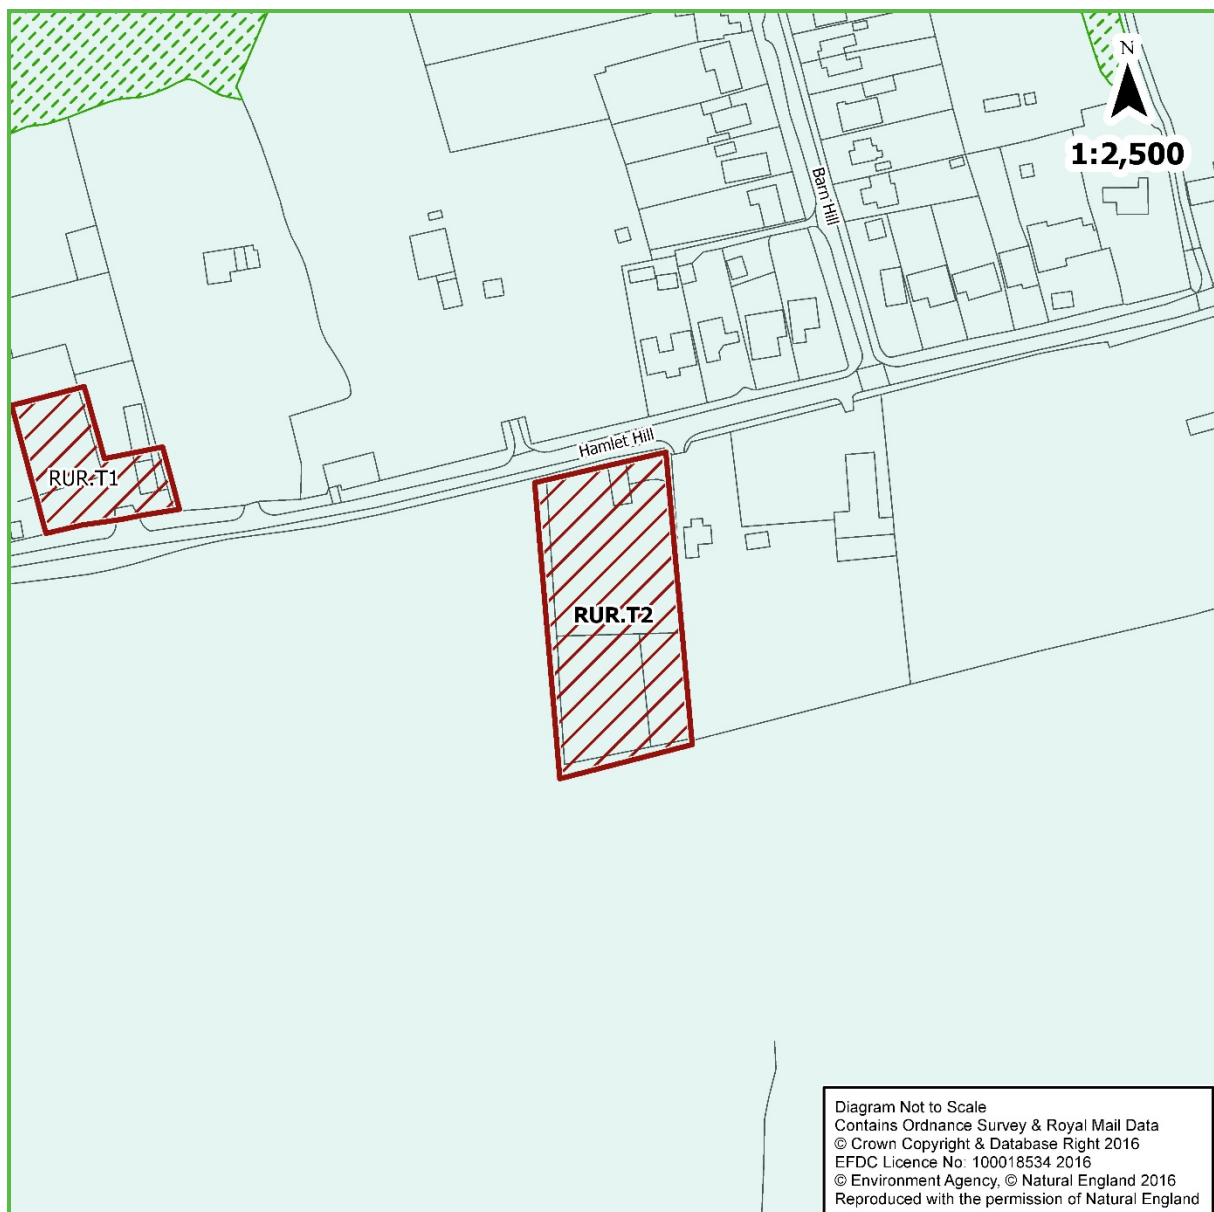 N
1:2,500
Barn Hill
Hamlet Hill
RUR.T1
RUR.T2
Diagram Not to Scale
Contains Ordnance Survey & Royal Mail Data
© Crown Copyright & Database Right 2016
EFDC Licence No: 100018534 2016
© Environment Agency, © Natural England 2016
Reproduced with the permission of Natural England